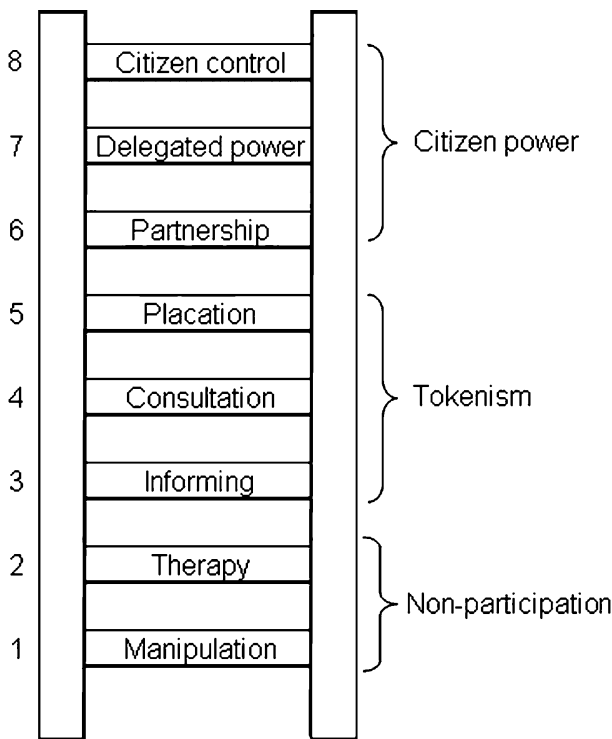 8 Citizen control
7 Delegated power
Citizen power
6 Partnership
5 Placation
4 Consultation
Tokenism
3 Informing
2 Therapy
Non-participation
1 Manipulation